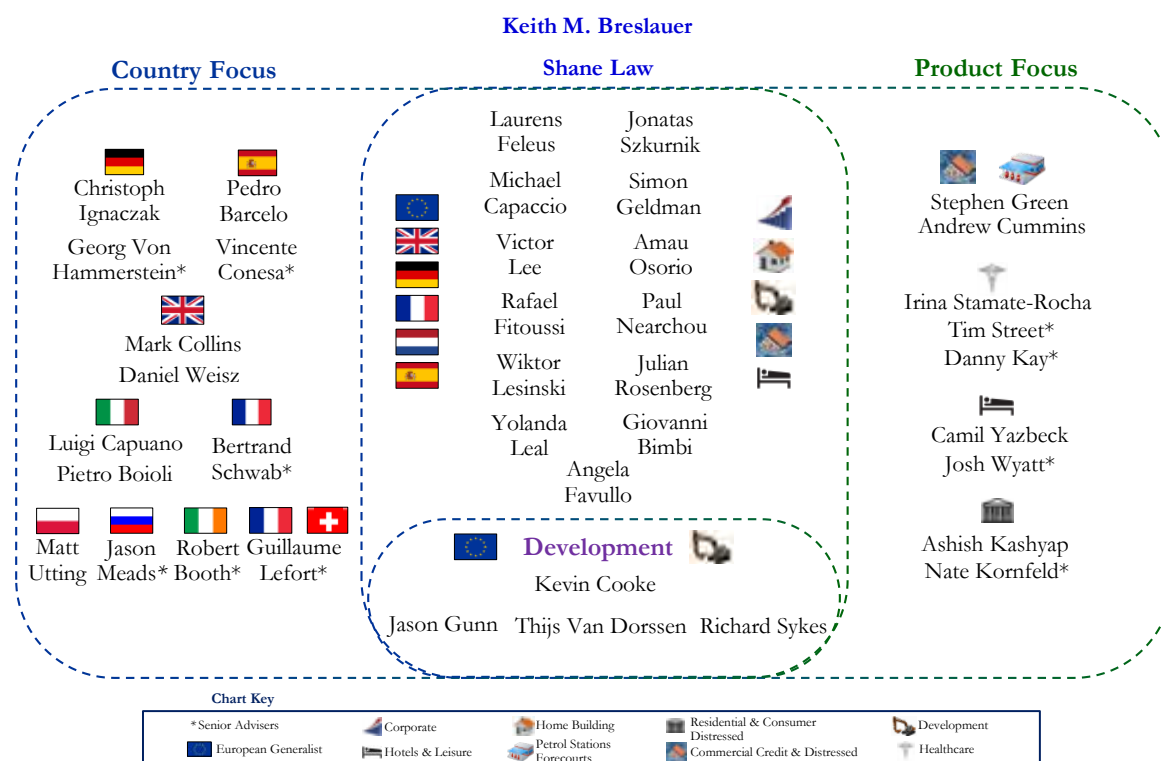 Keith M. Breslauer
Country Focus
Shane Law
Product Focus
Christoph
Ignaczak
Pedro
Barcelo
Georg Von
Hammerstein*
Vincente
Conesa*
Mark Collins
Daniel Weisz
Luigi Capuano
Pietro Boioli
Bertrand
Schwab*
Matt
Utting
Jason
Meads*
Robert
Booth*
Guillaume
Lefort*
Laurens
Feleus
Jonatas
Szkurnik
Michael
Capaccio
Simon
Geldman
Victor
Lee
Amau
Osorio
Rafael
Fitoussi
Paul
Nearchou
Wiktor
Lesinski
Julian
Rosenberg
Yolanda
Leal
Giovanni
Bimbi
Angela
Favullo
Development
Kevin Cooke
Jason Gunn
Thijs Van Dorssen
Richard Sykes
Stephen Green
Andrew Cummins
Irina Stamate-Rocha
Tim Street*
Danny Kay*
Camil Yazbeck
Josh Wyatt*
Ashish Kashyap
Nate Kornfeld*
Chart Key
*Senior Advisers
Corporate
Home Building
Residential & Consumer
Distressed
Development
European Generalist
Hotels & Leisure
Petrol Stations
Forecourts
Commercial Credit & Distressed
Healthcare